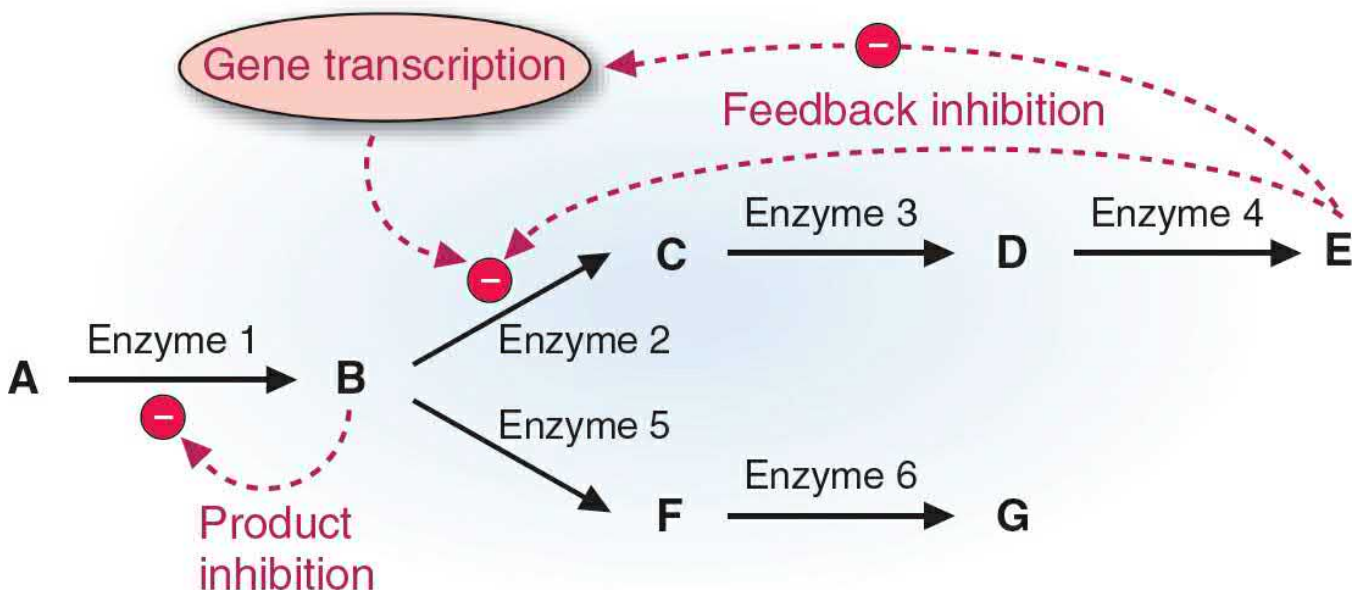 Gene transcription
−
Feedback inhibition
Enzyme 3
Enzyme 4
C
D
E
−
Enzyme 2
Enzyme 1
A
B
−
Enzyme 5
Enzyme 6
F
G
Product
inhibition